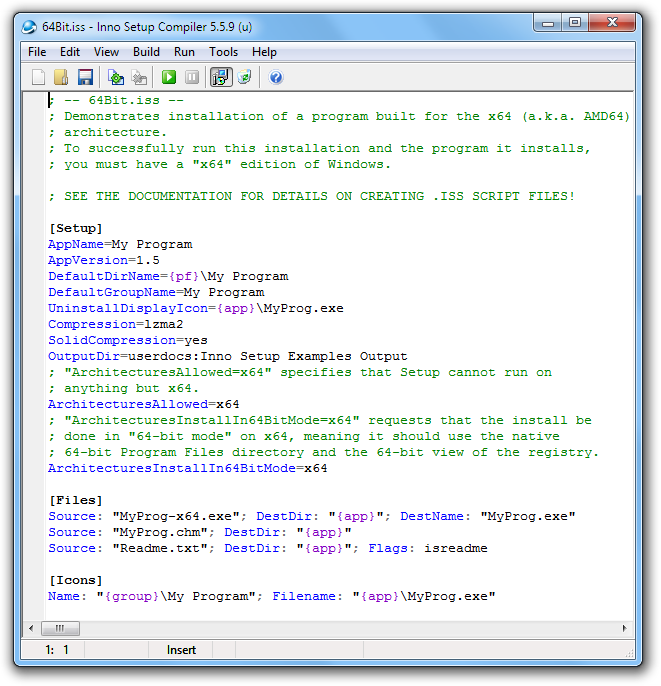 64Bit.iss - Inno Setup Compiler 5.5.9 (u)
File Edit View Build Run Tools Help
; -- 64Bit.iss --
; Demonstrates installation of a program built for the x64 (a.k.a. AMD64)
; architecture.
; To successfully run this installation and the program it installs,
; you must have a "x64" edition of Windows.
; SEE THE DOCUMENTATION FOR DETAILS ON CREATING .ISS SCRIPT FILES!
[Setup]
AppName=My Program
AppVersion=1.5
DefaultDirName={pf}\My Program
DefaultGroupName=My Program
UninstallDisplayIcon={app}\MyProg.exe
Compression=lzma2
SolidCompression=yes
OutputDir=userdocs:Inno Setup Examples Output
; "ArchitecturesAllowed=x64" specifies that Setup cannot run on
; anything but x64.
ArchitecturesAllowed=x64
; "ArchitecturesInstallIn64BitMode=x64" requests that the install be
; done in "64-bit mode" on x64, meaning it should use the native
; 64-bit Program Files directory and the 64-bit view of the registry.
ArchitecturesInstallIn64BitMode=x64
[Files]
Source: "MyProg-x64.exe"; DestDir: "{app}"; DestName: "MyProg.exe"
Source: "MyProg.chm"; DestDir: "{app}"
Source: "Readme.txt"; DestDir: "{app}"; Flags: isreadme
[Icons]
Name: "{group}\My Program"; Filename: "{app}\MyProg.exe"
1: 1 Insert